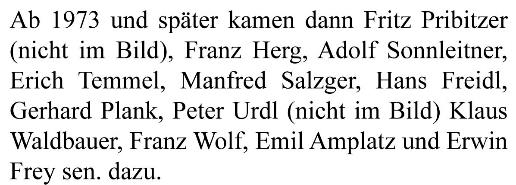 Ab 1973 und später kamen dann Fritz Pribitzer
(nicht im Bild), Franz Herg, Adolf Sonnleitner,
Erich Temmel, Manfred Salzger, Hans Freidl,
Gerhard Plank, Peter Urdl (nicht im Bild) Klaus
Waldbauer, Franz Wolf, Emil Amplatz und Erwin
Frey sen. dazu.